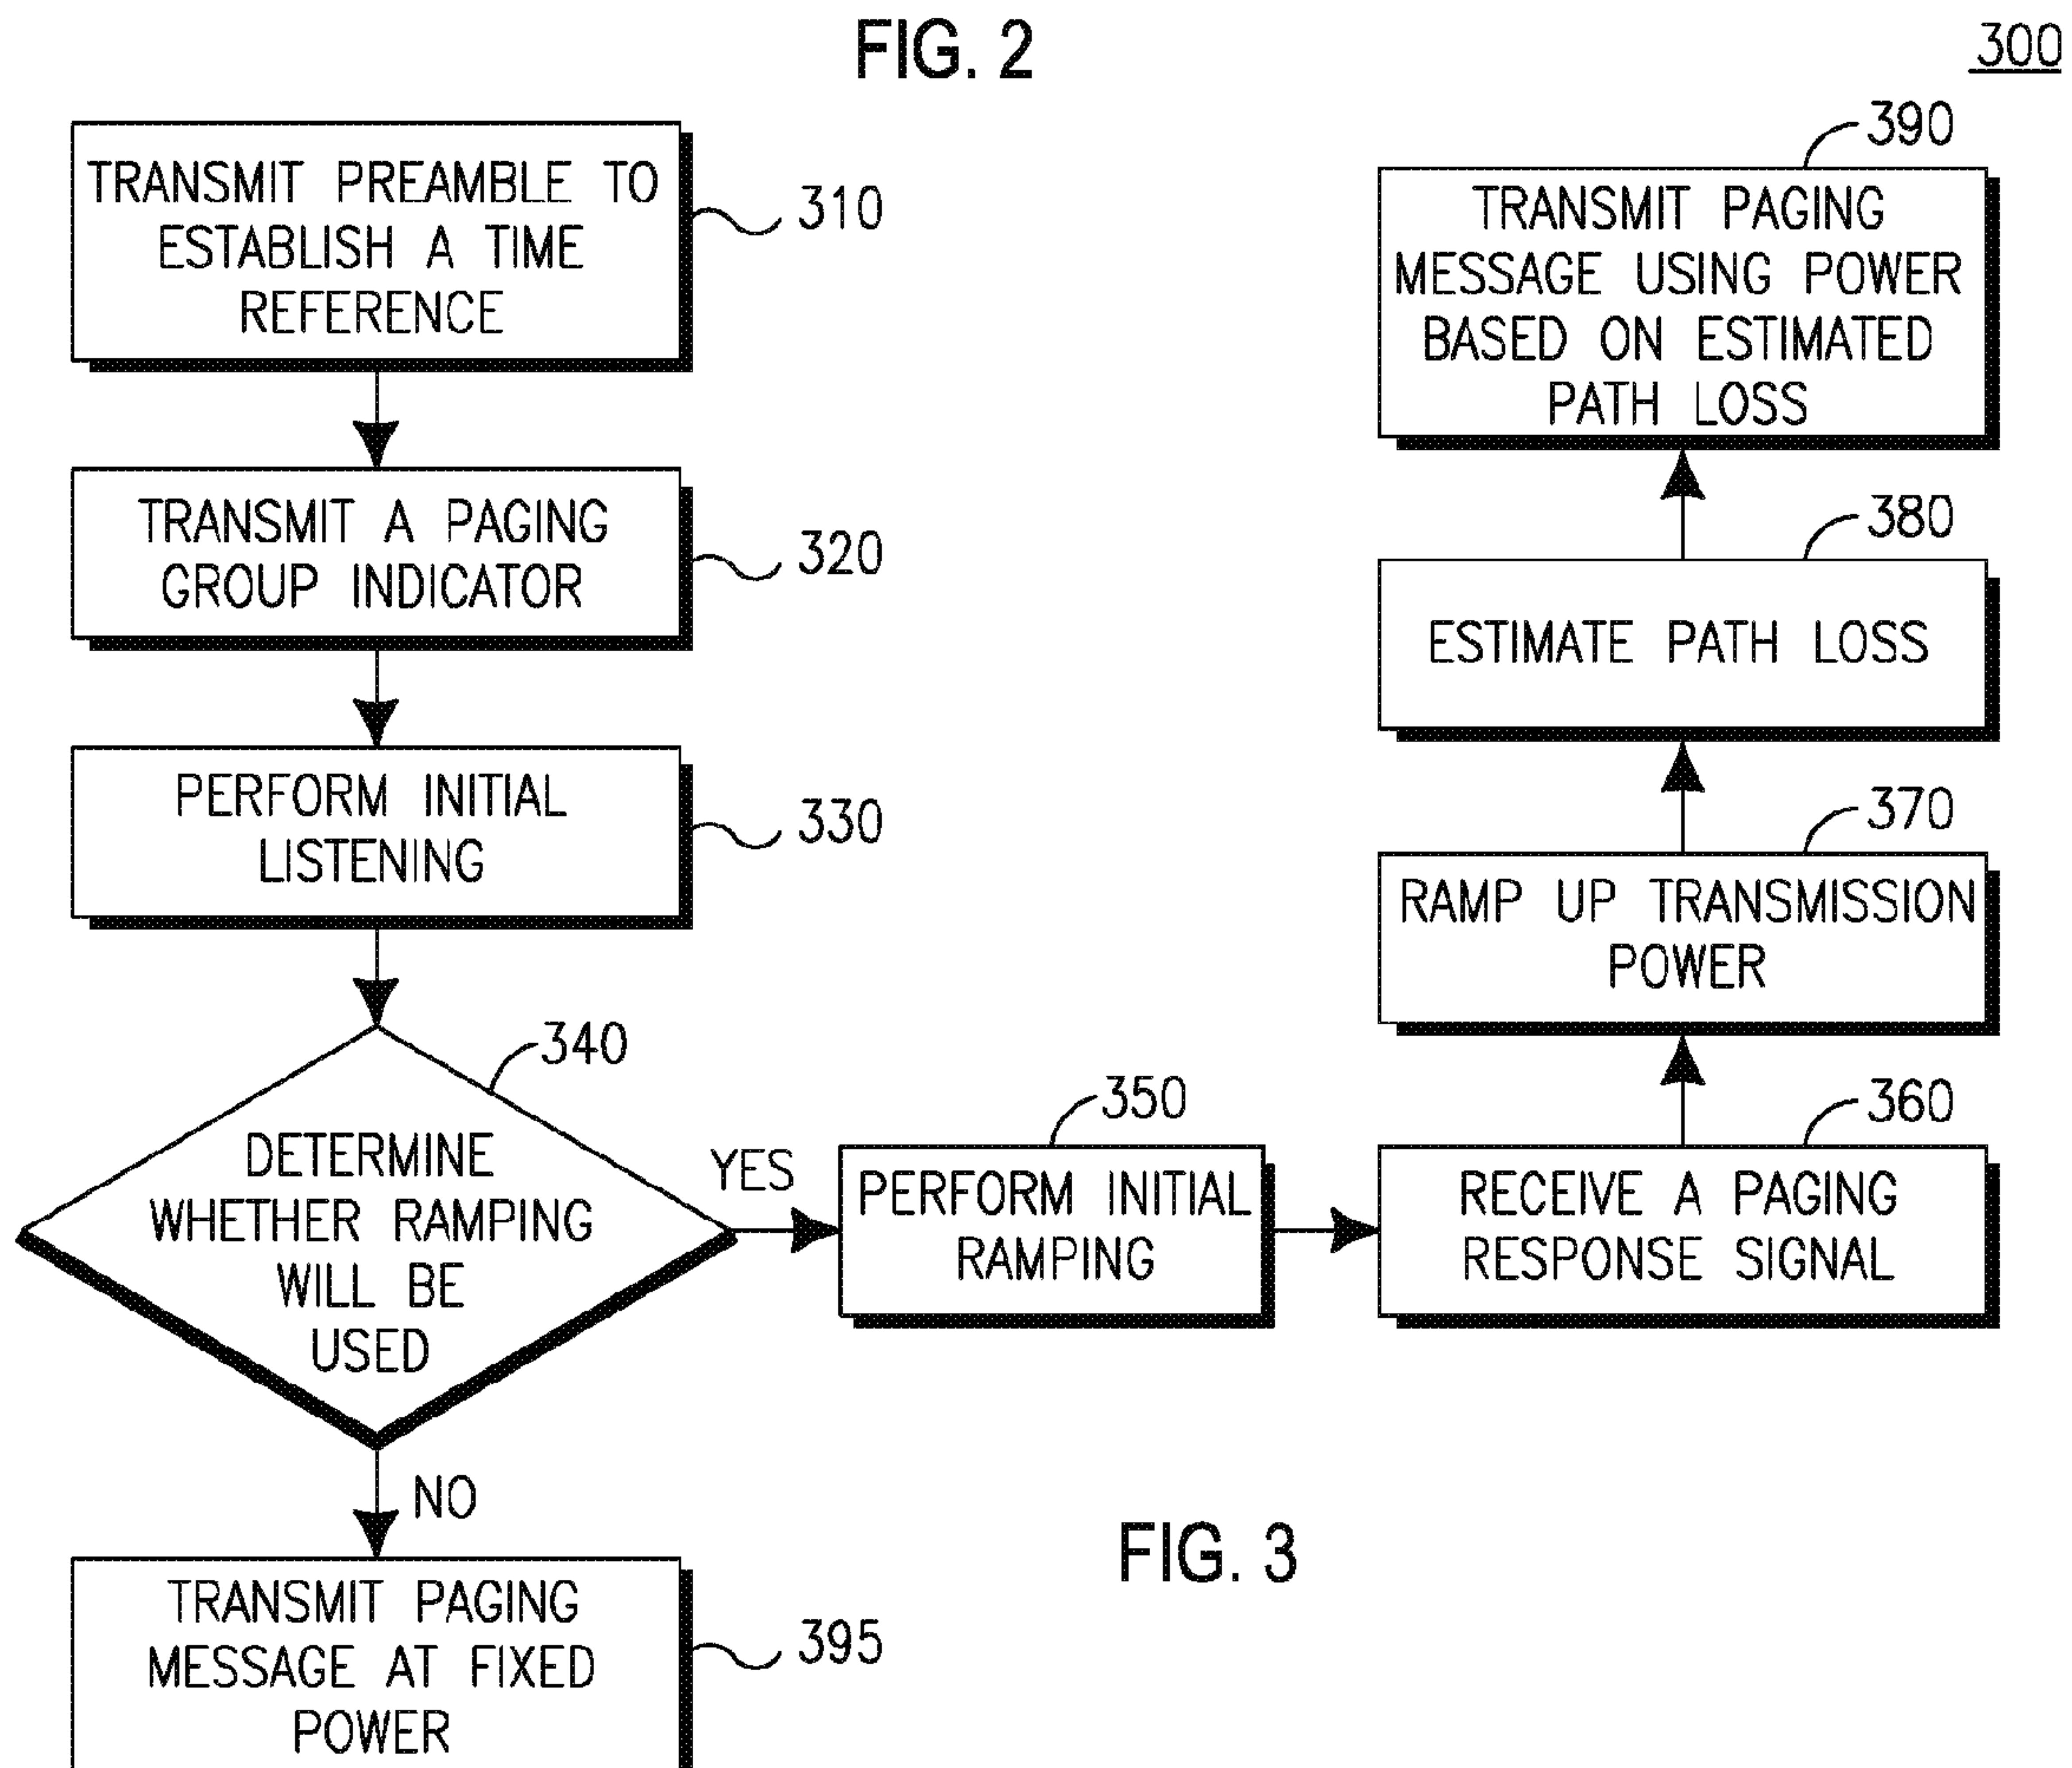 FIG. 2
300
TRANSMIT PREAMBLE TO
ESTABLISH A TIME
REFERENCE
310
TRANSMIT A PAGING
GROUP INDICATOR
320
PERFORM INITIAL
LISTENING
330
340
DETERMINE
WHETHER RAMPING
WILL BE
USED
YES
NO
350
PERFORM INITIAL
RAMPING
360
RECEIVE A PAGING
RESPONSE SIGNAL
370
RAMP UP TRANSMISSION
POWER
380
ESTIMATE PATH LOSS
390
TRANSMIT PAGING
MESSAGE USING POWER
BASED ON ESTIMATED
PATH LOSS
TRANSMIT PAGING
MESSAGE AT FIXED
POWER
395
FIG. 3